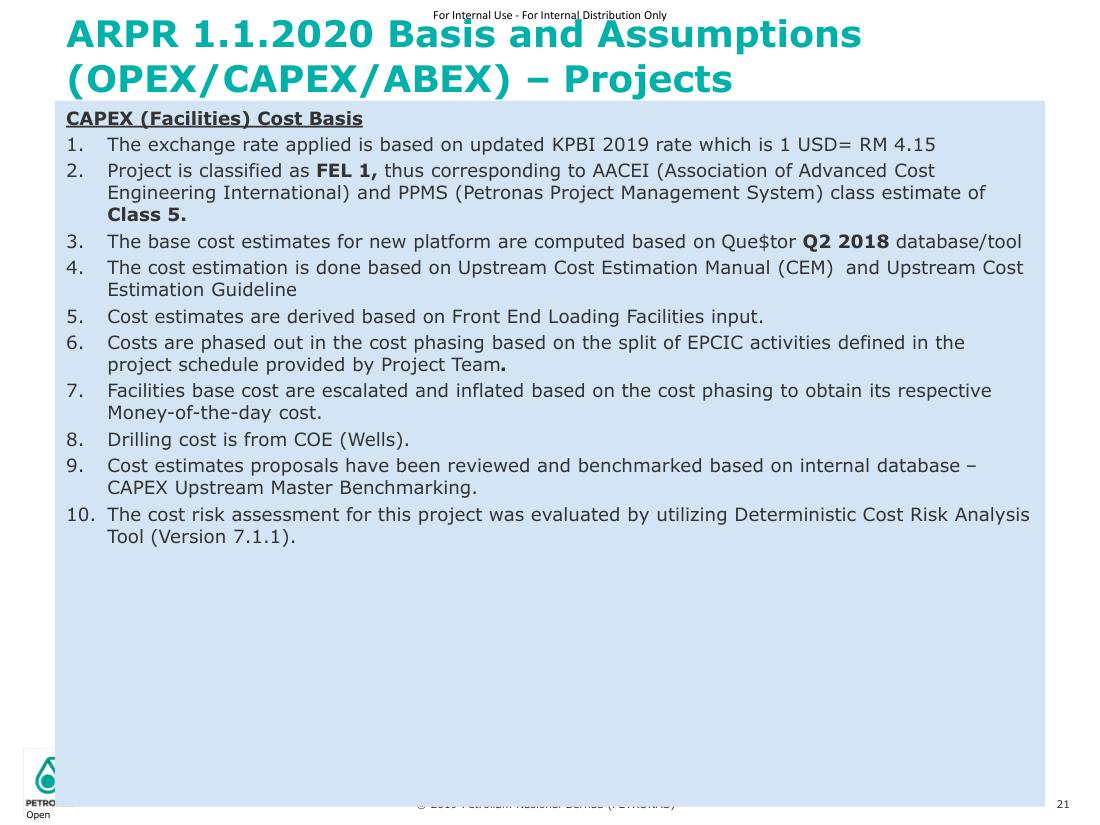 For Internal Use - For Internal Distribution Only
ARPR 1.1.2020 Basis and Assumptions
(OPEX/CAPEX/ABEX) – Projects
CAPEX (Facilities) Cost Basis
1. The exchange rate applied is based on updated KPBI 2019 rate which is 1 USD= RM 4.15
2. Project is classified as FEL 1, thus corresponding to AACEI (Association of Advanced Cost
Engineering International) and PPMS (Petronas Project Management System) class estimate of
Class 5.
3. The base cost estimates for new platform are computed based on Que$tor Q2 2018 database/tool
4. The cost estimation is done based on Upstream Cost Estimation Manual (CEM)  and Upstream Cost
Estimation Guideline
5. Cost estimates are derived based on Front End Loading Facilities input.
6. Costs are phased out in the cost phasing based on the split of EPCIC activities defined in the
project schedule provided by Project Team.
7. Facilities base cost are escalated and inflated based on the cost phasing to obtain its respective
Money-of-the-day cost.
8. Drilling cost is from COE (Wells).
9. Cost estimates proposals have been reviewed and benchmarked based on internal database –
CAPEX Upstream Master Benchmarking.
10. The cost risk assessment for this project was evaluated by utilizing Deterministic Cost Risk Analysis
Tool (Version 7.1.1).
PETRO
Open
21